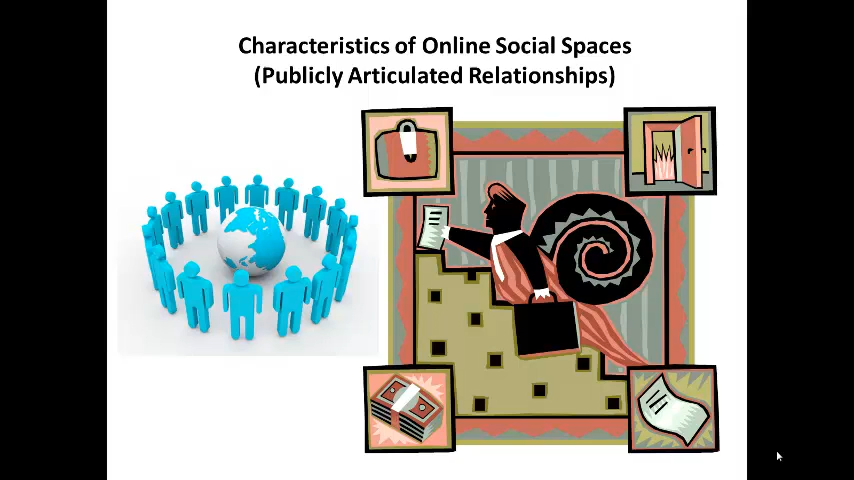 Characteristics of Online Social Spaces
(Publicly Articulated Relationships)